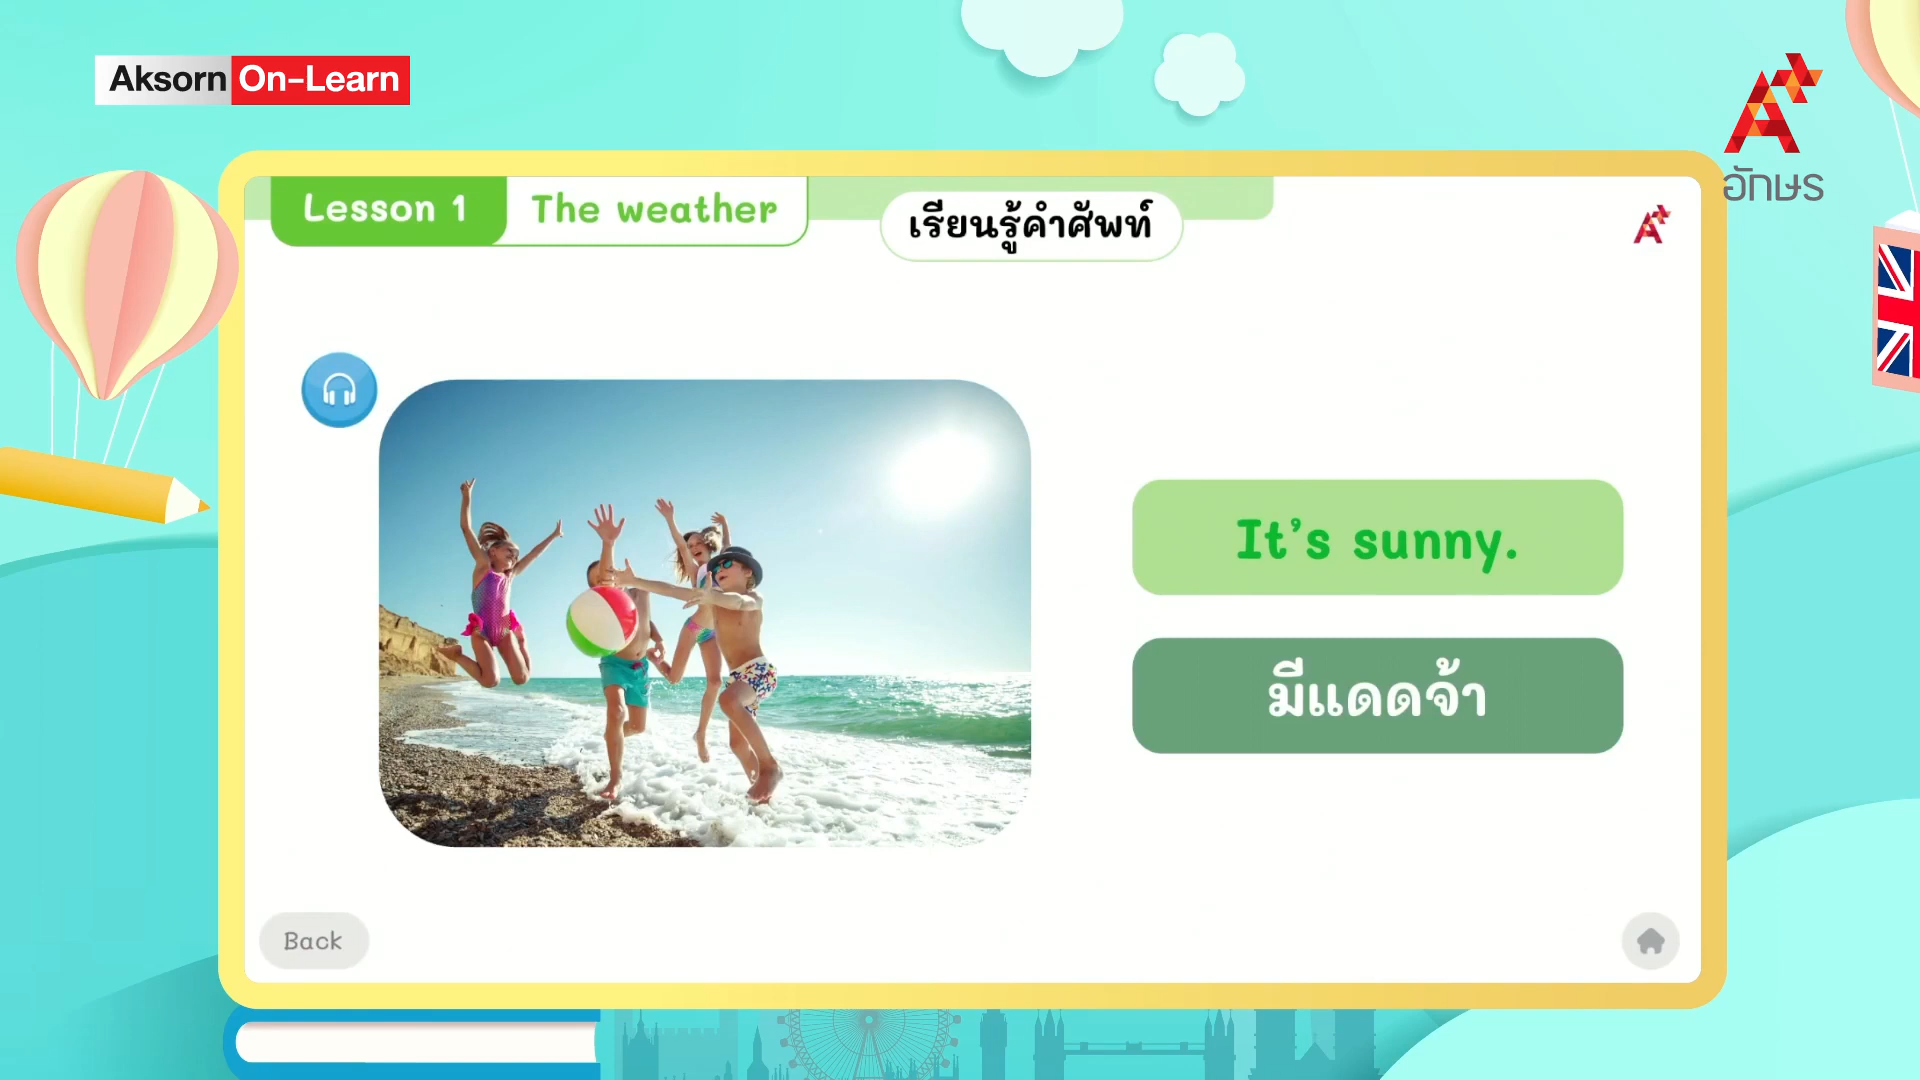 Aksorn On-Learn
อักษร
Lesson 1 The weather
เรียนรู้คำศัพท์
It's sunny.
มีแดดจ้า
Back